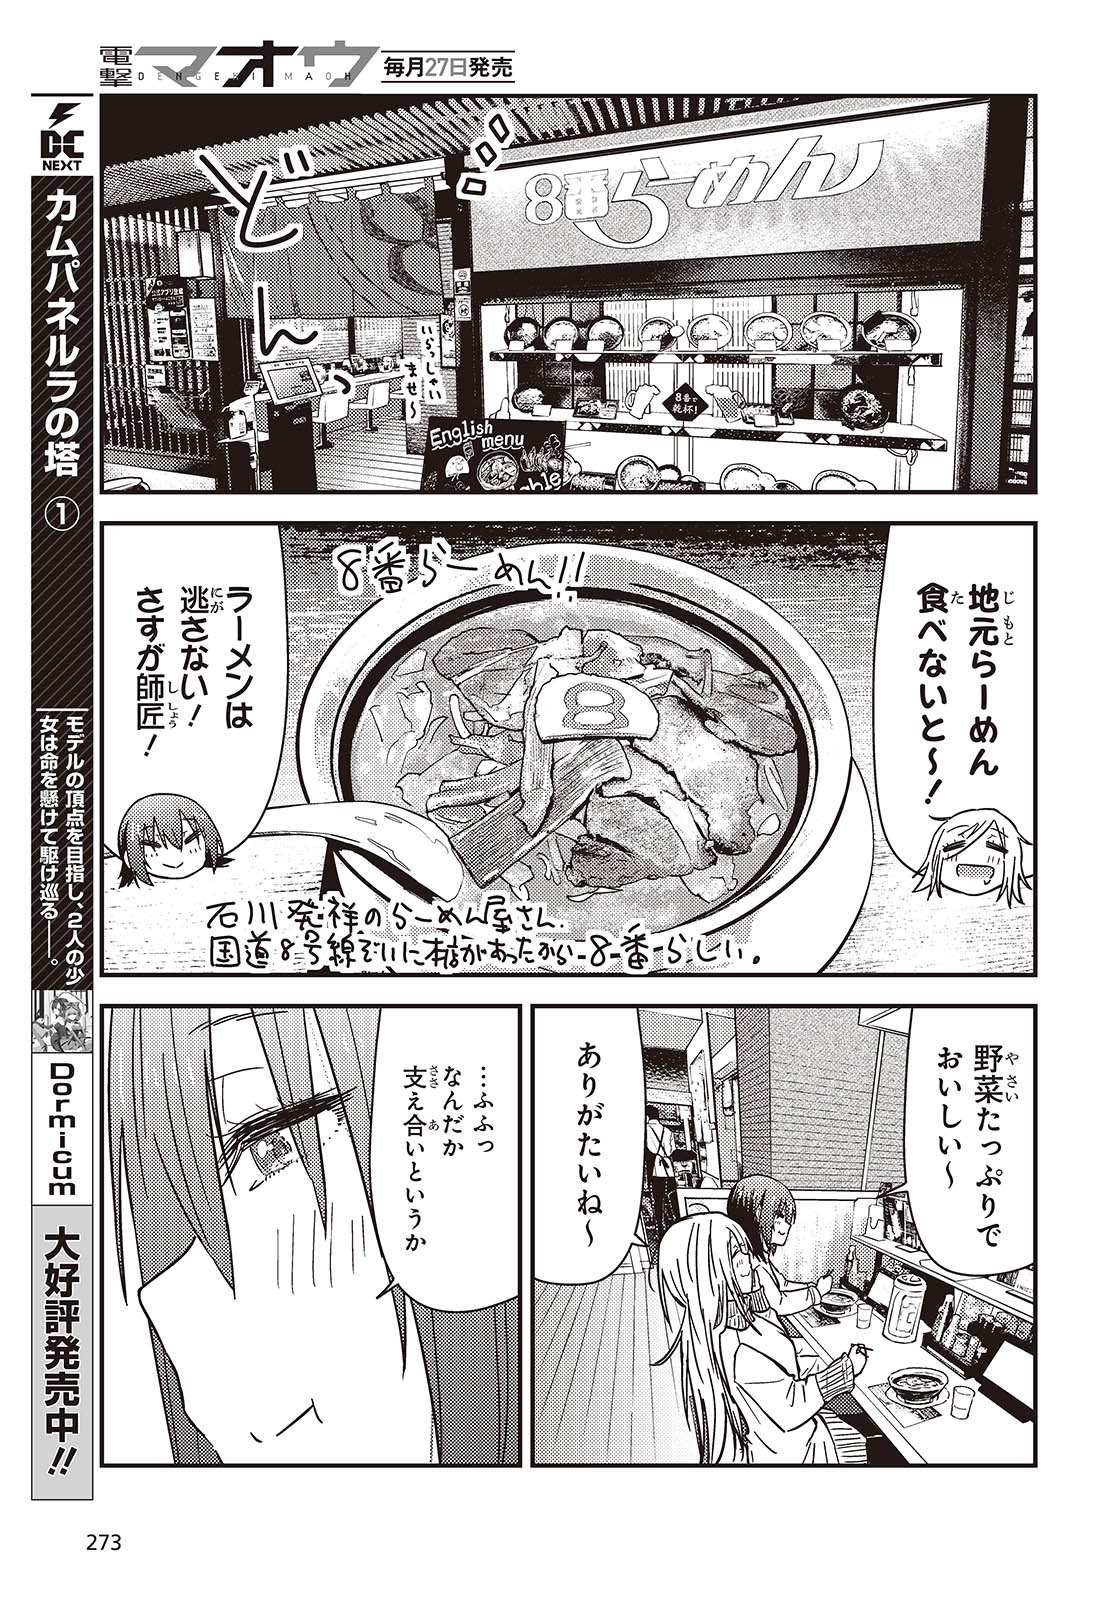 電撃マオウ
DENGEKI MAOH
毎月27日発売
DC
NEXT
カムパネルラの塔 ①
モデルの頂点を目指し、2人の少
女は命を懸けて駆け巡る――。
Dormicum
大好評発売中!!
どーん
8番らーめん
いらっしゃい
ませ〜
8番で
乾杯!
English
menu
地元らーめん
食べないと〜!
8番らーめん!!
ラーメンは
逃さない!
さすが師匠!
石川発祥のらーめん屋さん。
国道8号線ぞいに本店があったから8番らしい。
野菜たっぷりで
おいしい〜
ありがたいね〜
…ふふっ
なんだか
支え合いというか
273